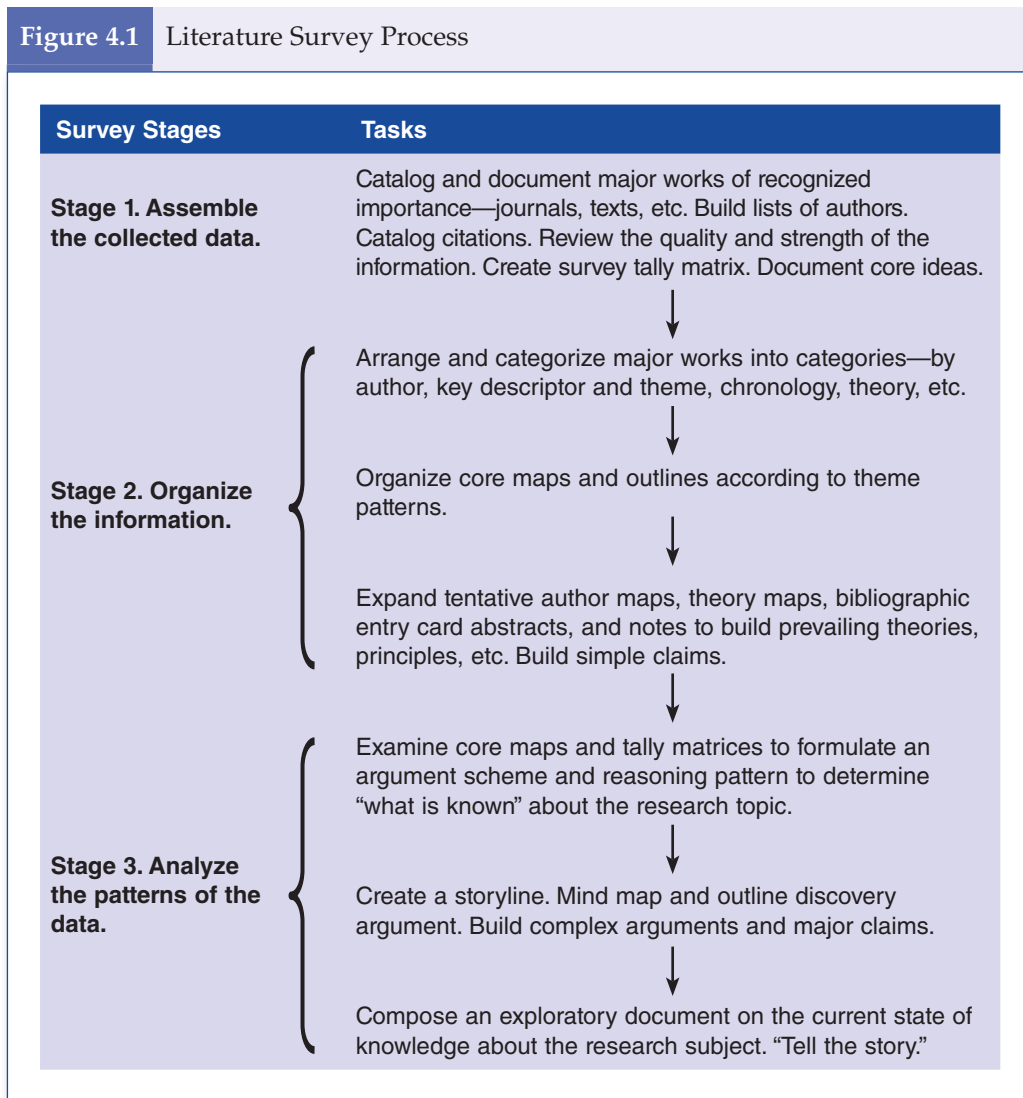 Figure 4.1 Literature Survey Process
Survey Stages Tasks
Stage 1. Assemble
the collected data.
Catalog and document major works of recognized
importance—journals, texts, etc. Build lists of authors.
Catalog citations. Review the quality and strength of the
information. Create survey tally matrix. Document core ideas.
Stage 2. Organize
the information.
Arrange and categorize major works into categories—by
author, key descriptor and theme, chronology, theory, etc.
Organize core maps and outlines according to theme
patterns.
Expand tentative author maps, theory maps, bibliographic
entry card abstracts, and notes to build prevailing theories,
principles, etc. Build simple claims.
Stage 3. Analyze
the patterns of the
data.
Examine core maps and tally matrices to formulate an
argument scheme and reasoning pattern to determine
“what is known” about the research topic.
Create a storyline. Mind map and outline discovery
argument. Build complex arguments and major claims.
Compose an exploratory document on the current state of
knowledge about the research subject. “Tell the story.”